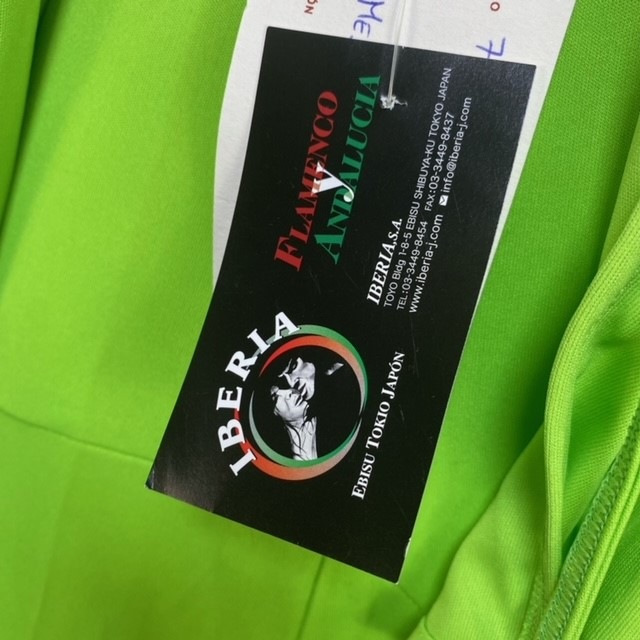 FLAMENCO
y
ANDALUCIA
IBERIA,S.A.
TOYO Bldg 1-8-5 EBISU SHIBUYA-KU TOKYO JAPAN
TEL:03-3449-8454 FAX:03-3449-8437
www.iberia-j.com info@iberia-j.com
IBERIA
EBISU TOKIO JAPÓN
7